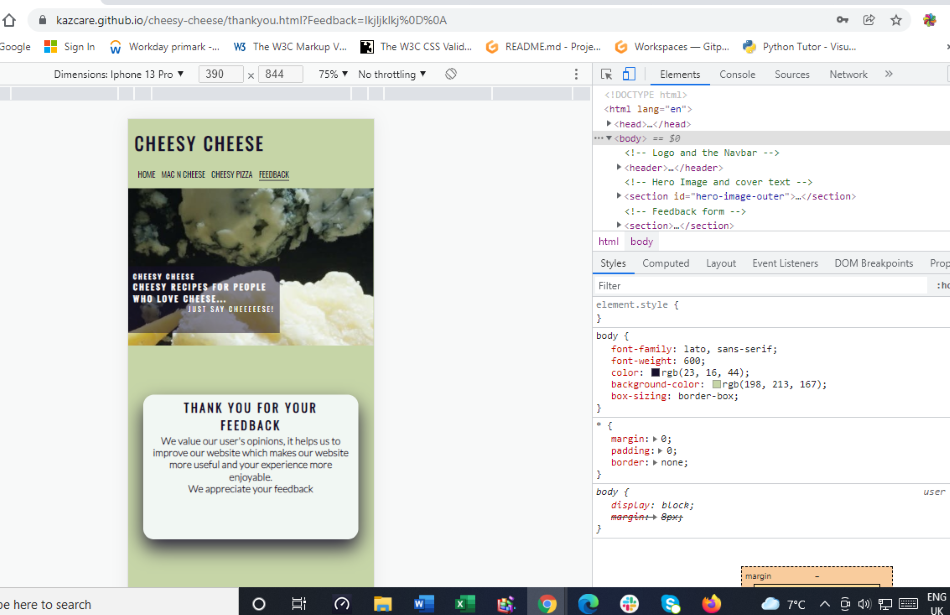 kazcare.github.io/cheesy-cheese/thankyou.html?Feedback=lkjljklkj%0D%0A
Google Sign In Workday primark -... The W3C Markup V... The W3C CSS Valid... README.md - Proje... Workspaces — Gitp... Python Tutor - Visu...
Dimensions: Iphone 13 Pro ▼ 390 × 844 75% ▼ No throttling ▼
Elements Console Sources Network »
<!DOCTYPE html>
<html lang="en">
▶<head>…</head>
▼<body> == $0
<!-- Logo and the Navbar -->
▶<header>…</header>
<!-- Hero Image and cover text -->
▶<section id="hero-image-outer">…</section>
<!-- Feedback form -->
▶<section>…</section>
html body
Styles Computed Layout Event Listeners DOM Breakpoints Prop
Filter :ho
element.style {
}
body {
font-family: lato, sans-serif;
font-weight: 600;
color: rgb(23, 16, 44);
background-color: rgb(198, 213, 167);
box-sizing: border-box;
}
* {
margin:▶0;
padding:▶0;
border:▶none;
}
body { user
display: block;
margin:▶8px;
}
margin –
CHEESY CHEESE
HOME MAC N CHEESE CHEESY PIZZA FEEDBACK
CHEESY CHEESE
CHEESY RECIPES FOR PEOPLE
WHO LOVE CHEESE...
JUST SAY CHEEEEESE!
THANK YOU FOR YOUR
FEEDBACK
We value our user's opinions, it helps us to
improve our website which makes our website
more useful and your experience more
enjoyable.
We appreciate your feedback
pe here to search
7°C
ENG
UK